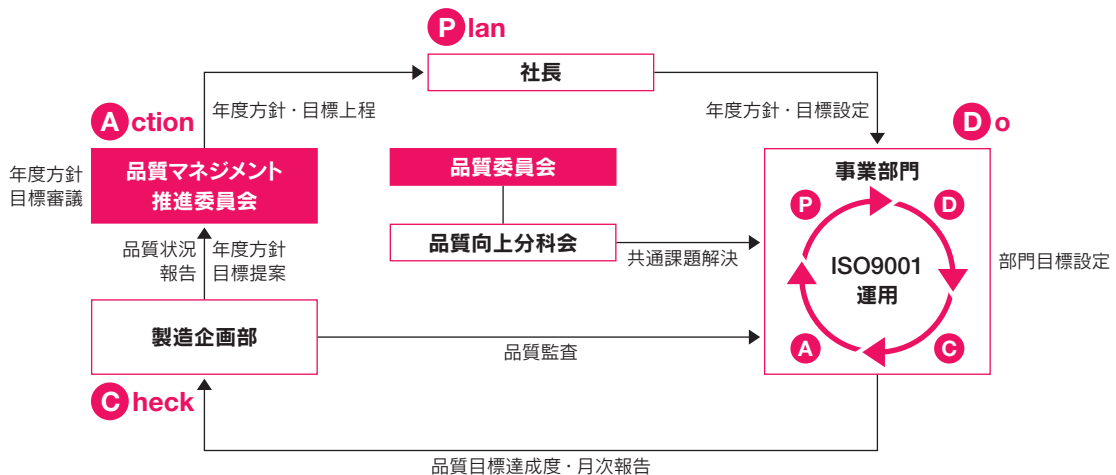 Plan
社長
年度方針・目標上程
年度方針・目標設定
Action
Do
年度方針
目標審議
品質マネジメント
推進委員会
品質委員会
品質向上分科会
共通課題解決
事業部門
P
D
ISO9001
運用
A
C
部門目標設定
品質状況
報告
年度方針
目標提案
製造企画部
品質監査
Check
品質目標達成度・月次報告